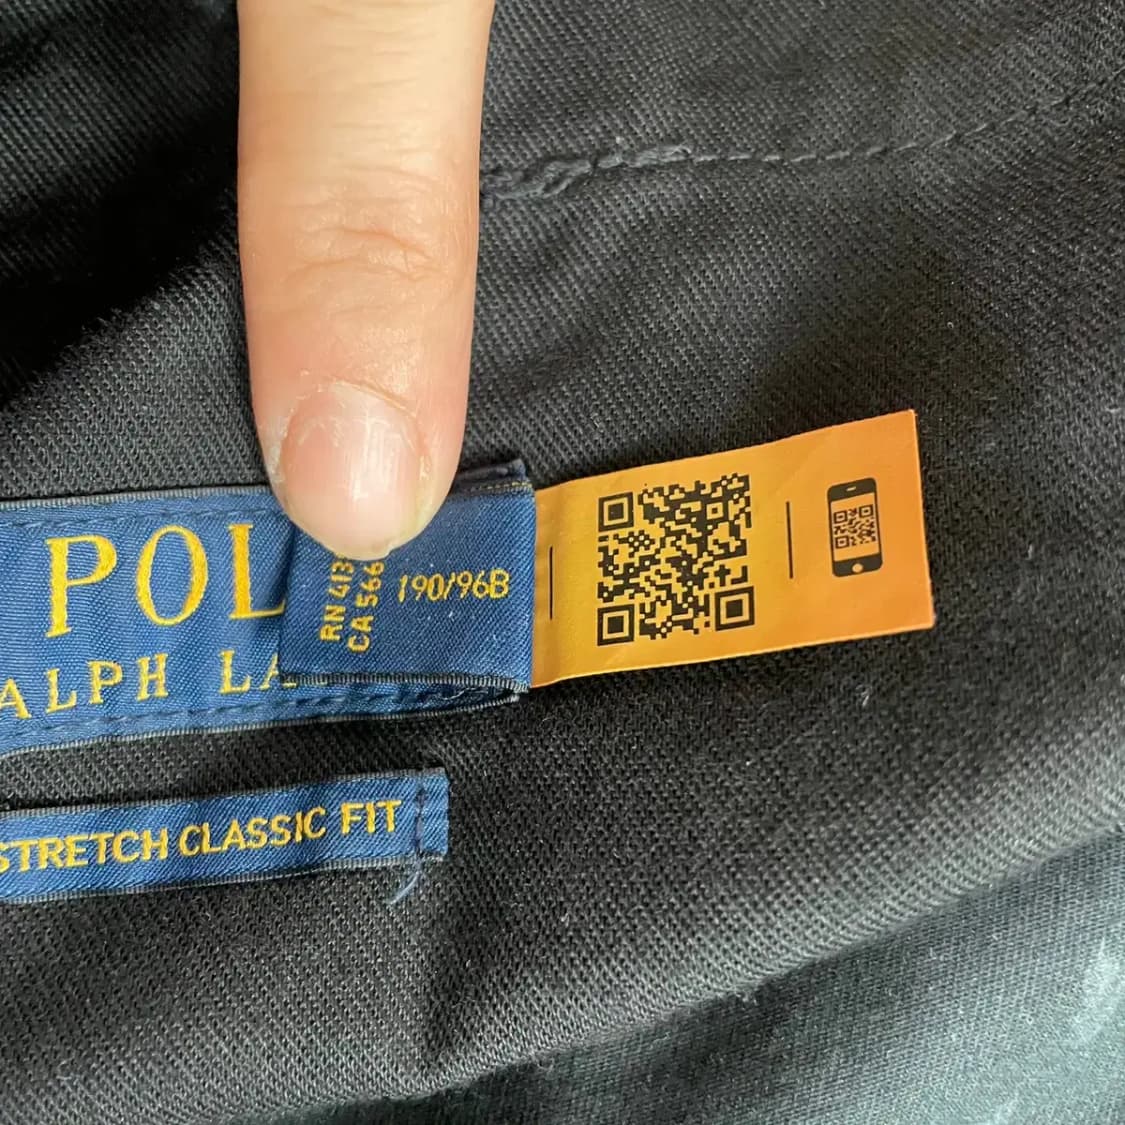 POL
ALPH LA
RN 413
CA 566
190/96B
STRETCH CLASSIC FIT